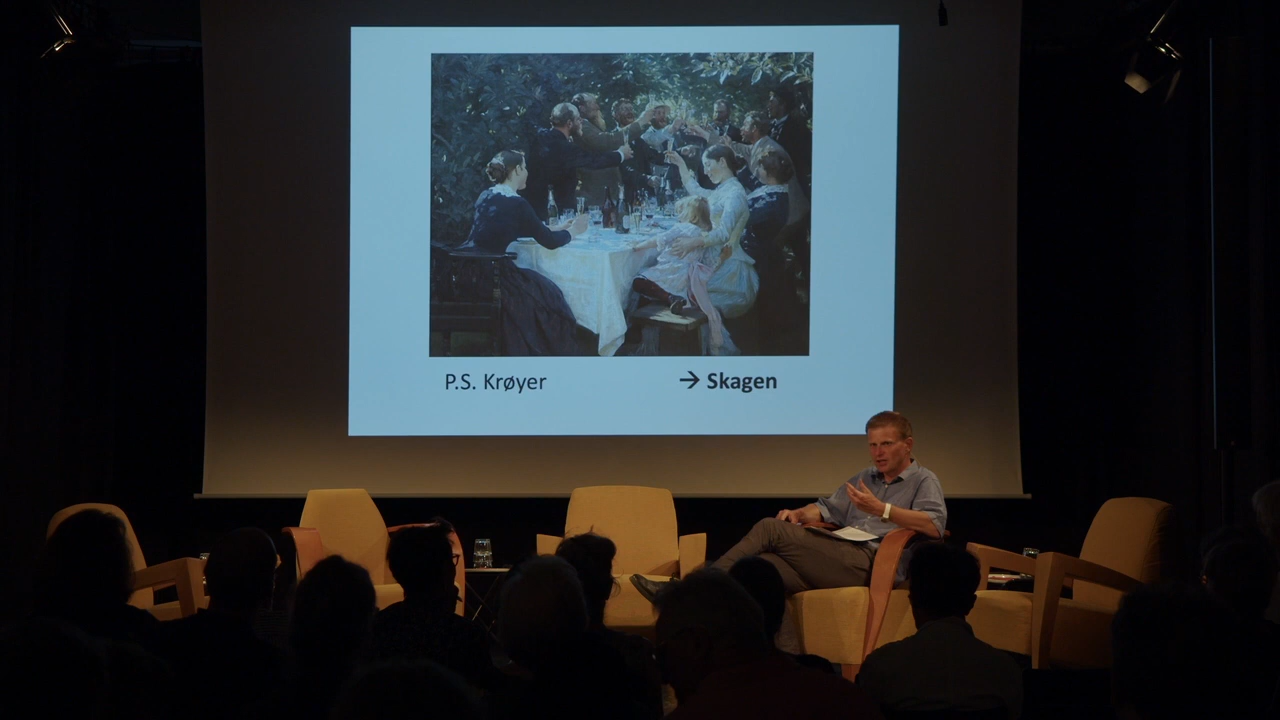 P.S. Krøyer
→ Skagen